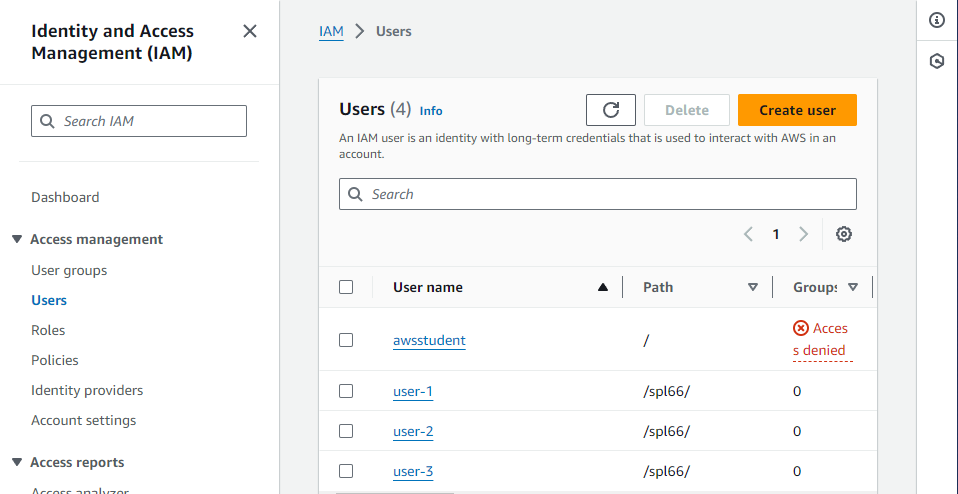 Identity and Access
Management (IAM)
Search IAM
Dashboard
Access management
User groups
Users
Roles
Policies
Identity providers
Account settings
Access reports
Access analyzer
IAM
Users
Users (4) Info
Delete
Create user
An IAM user is an identity with long-term credentials that is used to interact with AWS in an
account.
Search
1
User name Path Groups
awsstudent / Acces
s denied
user-1 /spl66/ 0
user-2 /spl66/ 0
user-3 /spl66/ 0